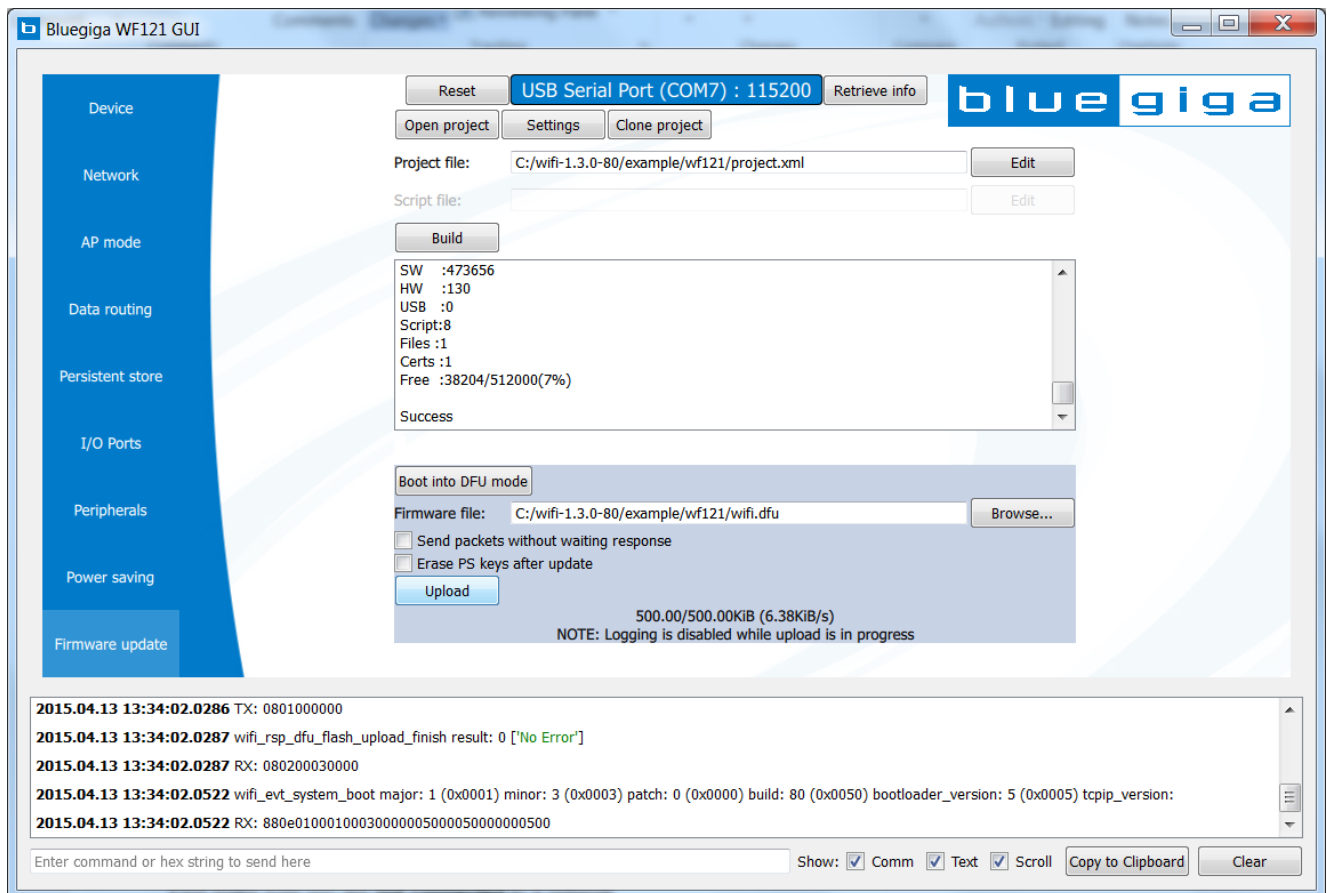 Bluegiga WF121 GUI
Device
Network
AP mode
Data routing
Persistent store
I/O Ports
Peripherals
Power saving
Firmware update
Reset USB Serial Port (COM7) : 115200 Retrieve info
bluegiga
Open project Settings Clone project
Project file: C:/wifi-1.3.0-80/example/wf121/project.xml Edit
Script file: Edit
Build
SW :473656
HW :130
USB :0
Script:8
Files :1
Certs :1
Free :38204/512000(7%)
Success
Boot into DFU mode
Firmware file: C:/wifi-1.3.0-80/example/wf121/wifi.dfu Browse...
Send packets without waiting response
Erase PS keys after update
Upload
500.00/500.00KiB (6.38KiB/s)
NOTE: Logging is disabled while upload is in progress
2015.04.13 13:34:02.0286 TX: 0801000000
2015.04.13 13:34:02.0287 wifi_rsp_dfu_flash_upload_finish result: 0 ['No Error']
2015.04.13 13:34:02.0287 RX: 080200030000
2015.04.13 13:34:02.0522 wifi_evt_system_boot major: 1 (0x0001) minor: 3 (0x0003) patch: 0 (0x0000) build: 80 (0x0050) bootloader_version: 5 (0x0005) tcpip_version:
2015.04.13 13:34:02.0522 RX: 880e01000100030000005000050000000500
Enter command or hex string to send here Show: Comm Text Scroll Copy to Clipboard Clear